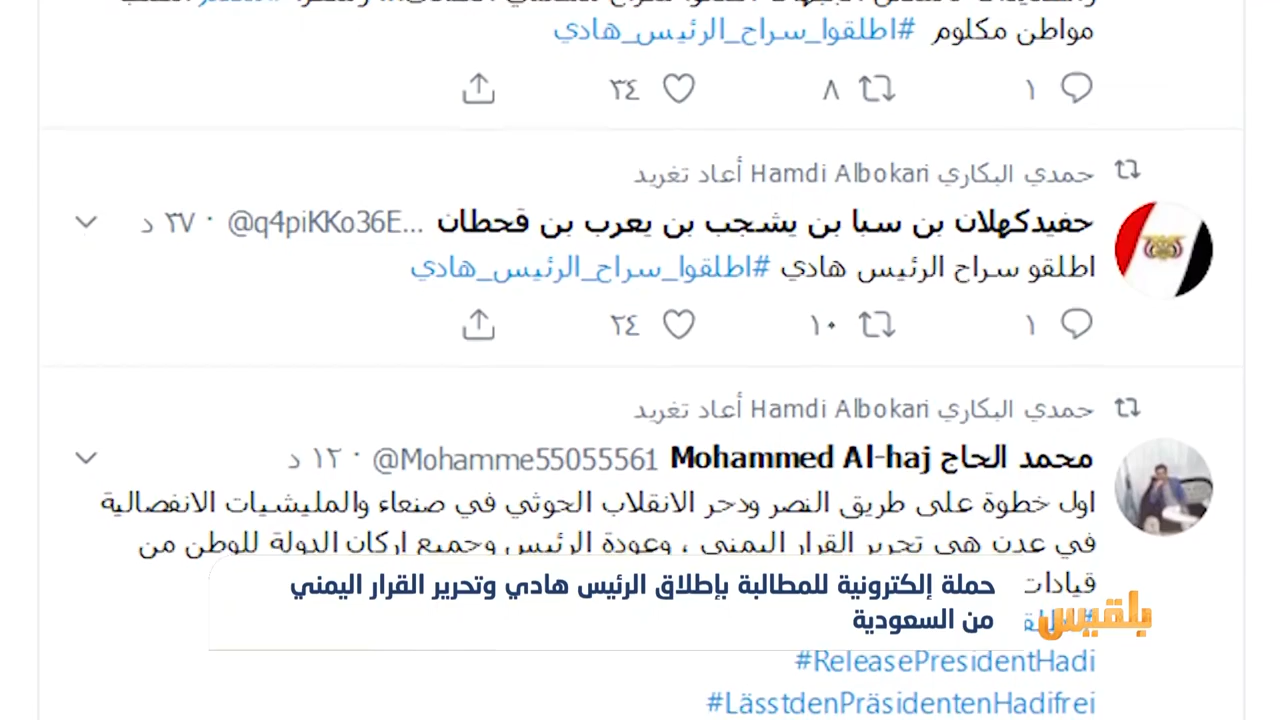 مواطن مكلوم #اطلقوا_سراح_الرئيس_هادي
١ ٨ ٣٤
حمدي البكاري Hamdi Albokari أعاد تغريد
حفيدكهلان بن سبا بن يشجب بن يعرب بن قحطان @q4piKKo36E... · ٣٧ د
اطلقو سراح الرئيس هادي #اطلقوا_سراح_الرئيس_هادي
١ ١٠ ٢٤
حمدي البكاري Hamdi Albokari أعاد تغريد
محمد الحاج Mohammed Al-haj @Mohamme55055561 · ١٢ د
اول خطوة على طريق النصر ودحر الانقلاب الحوثي في صنعاء والمليشيات الانفصالية
في عدن هي تحرير القرار اليمني ، وعودة الرئيس وجميع اركان الدولة للوطن من
حملة إلكترونية للمطالبة بإطلاق الرئيس هادي وتحرير القرار اليمني
من السعودية
بلقيس
#ReleasePresidentHadi
#LässtdenPräsidentenHadifrei